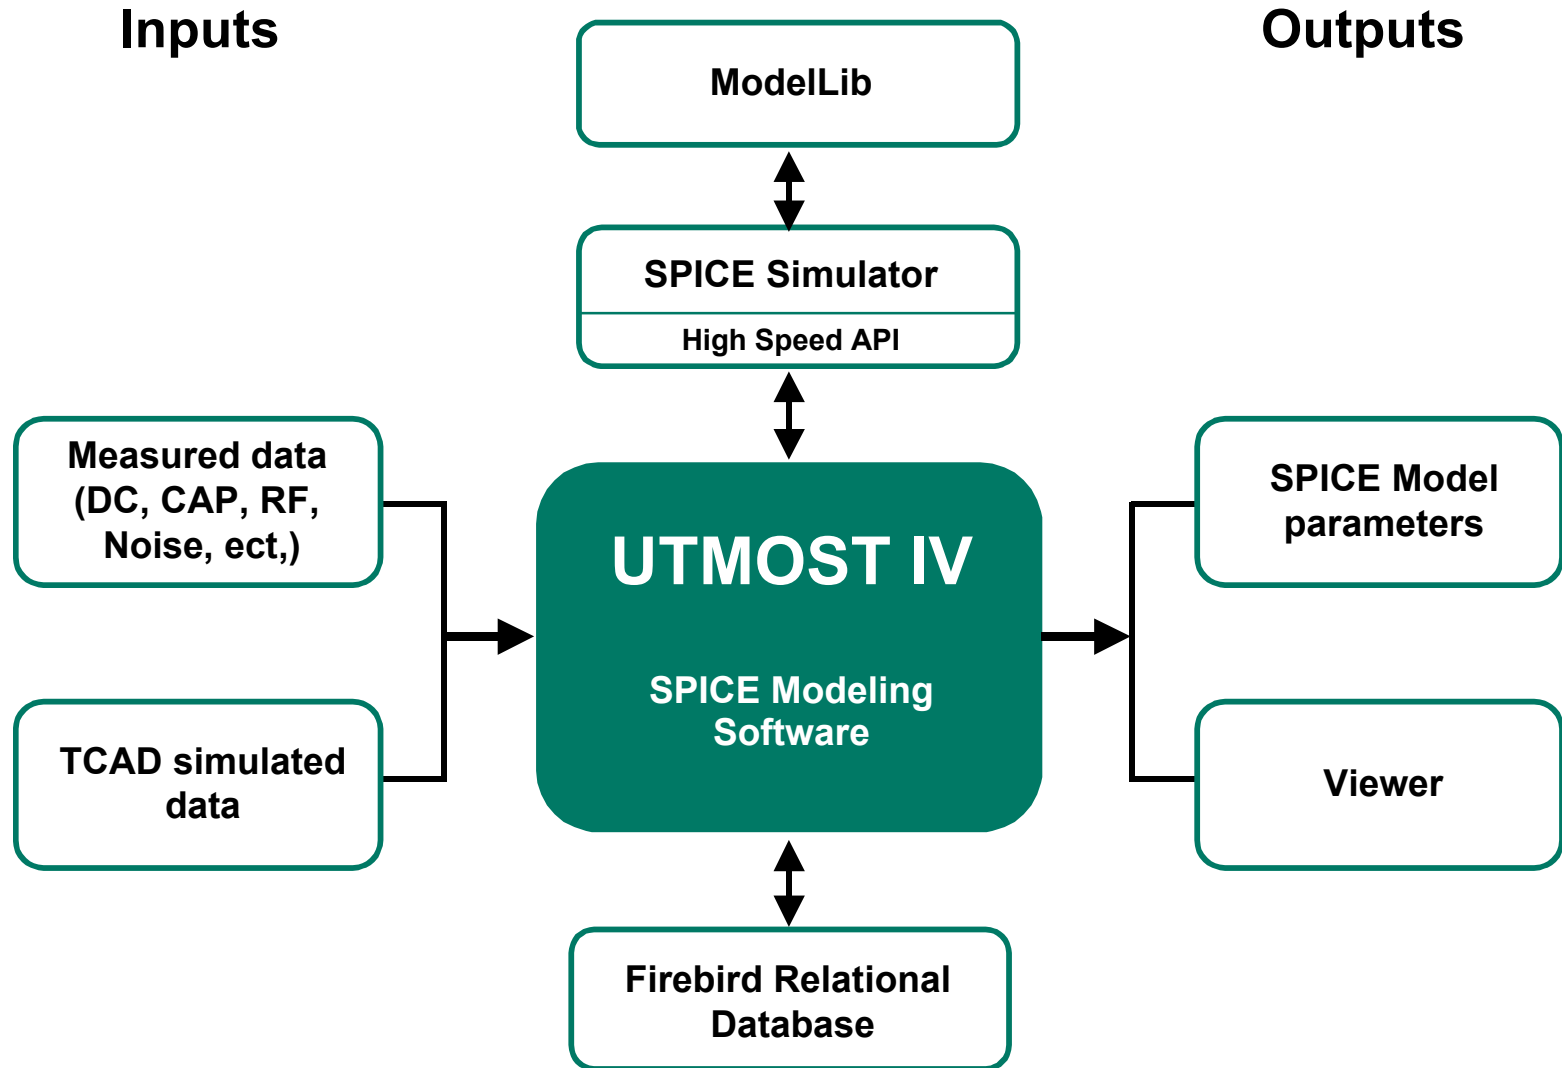 Inputs
Outputs
ModelLib
SPICE Simulator
High Speed API
Measured data
(DC, CAP, RF,
Noise, ect,)
TCAD simulated
data
UTMOST IV
SPICE Modeling
Software
SPICE Model
parameters
Viewer
Firebird Relational
Database